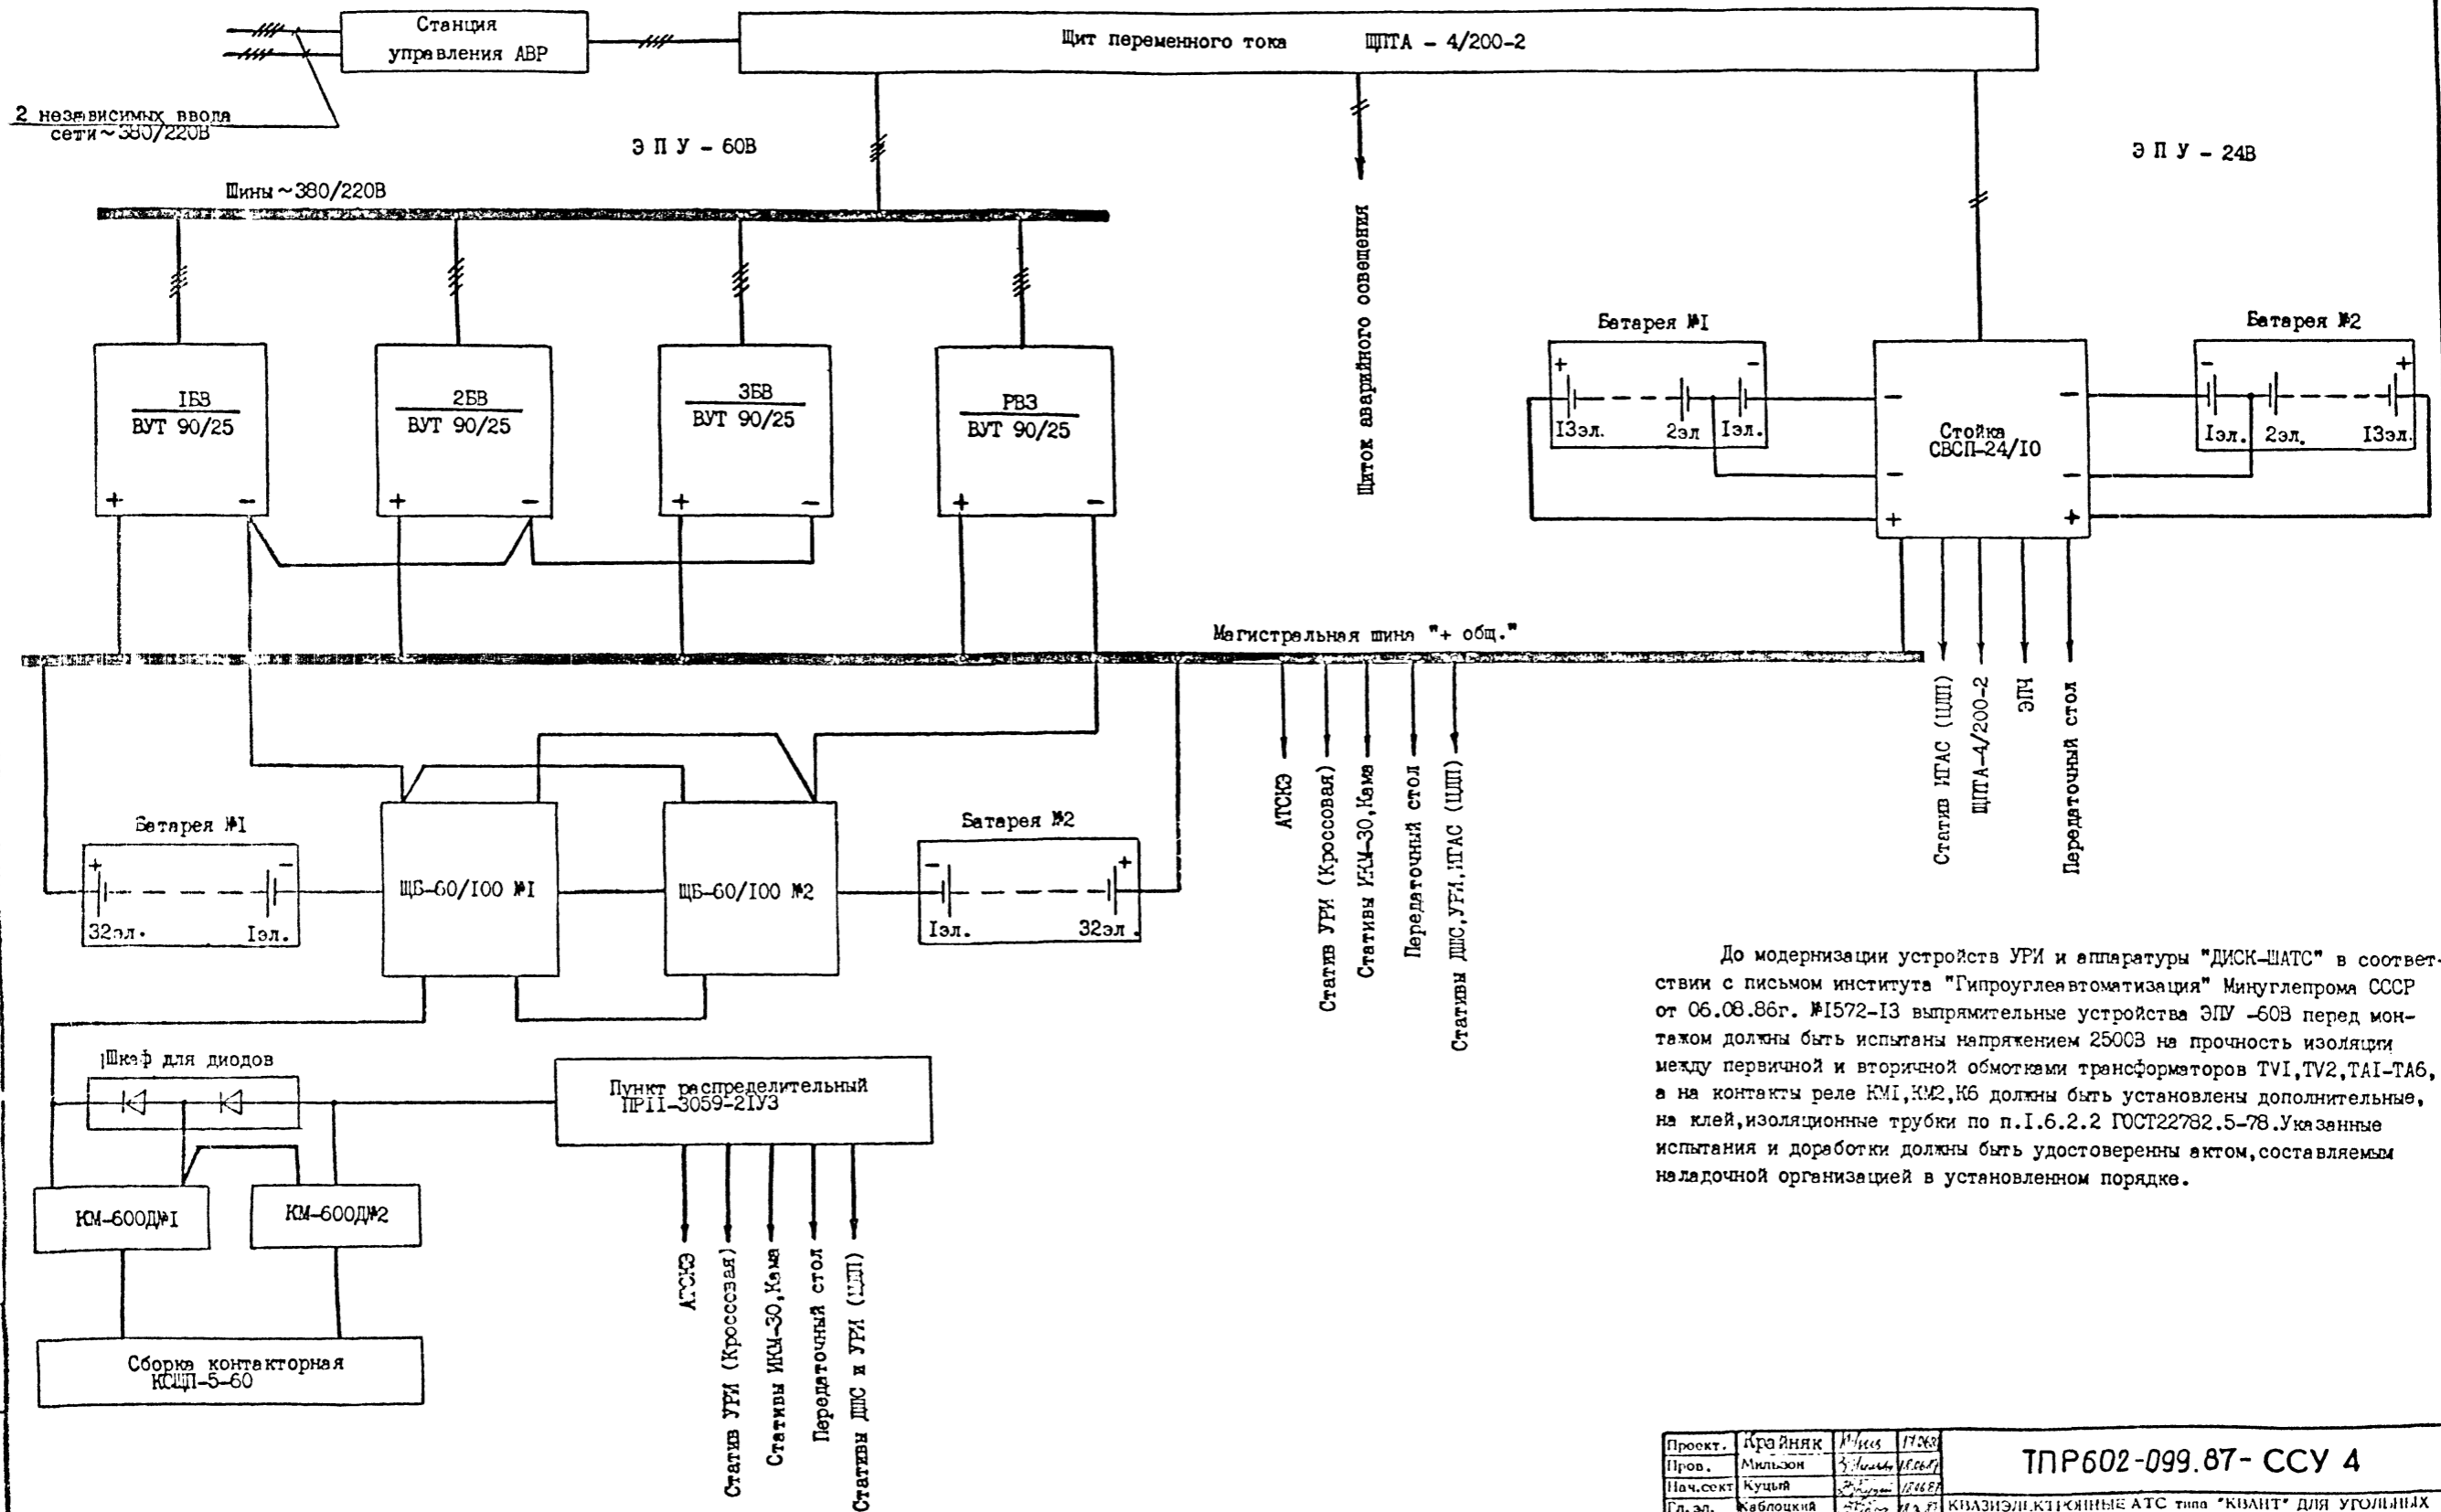 Станция
управления АВР
Щит переменного тока ЩПТА - 4/200-2
2 независимых ввода
сети ~ 380/220В
Э П У - 60В
Э П У - 24В
Шины ~ 380/220В
Щиток аварийного освещения
1БВ
ВУТ 90/25
+ -
2БВ
ВУТ 90/25
+ -
3БВ
ВУТ 90/25
+ -
РВЗ
ВУТ 90/25
+ -
Батарея №1
+ -
13эл. 2эл 1эл.
Стойка
СВСП-24/10
- -
- -
+ +
Батарея №2
- +
1эл. 2эл. 13эл.
Магистральная шина "+ общ."
АТСКЭ
Статив УРИ (Кроссовая)
Стативы ИКМ-30,Кама
Передаточный стол
Стативы ДШС,УРИ,ИГАС (ЦДП)
Статив ИГАС (ЦДП)
ЩПТА-4/200-2
ЭПЧ
Передаточный стол
Батарея №1
+ -
32эл. 1эл.
ЩБ-60/100 №1
ЩБ-60/100 №2
Батарея №2
- +
1эл. 32эл.
Шкаф для диодов
Пункт распределительный
ПР11-3059-21У3
КМ-600Д№1
КМ-600Д№2
Сборка контакторная
КСЩП-5-60
АТСКЭ
Статив УРИ (Кроссовая)
Стативы ИКМ-30,Кама
Передаточный стол
Стативы ДШС и УРИ (ЦДП)
До модернизации устройств УРИ и аппаратуры "ДИСК-ШАТС" в соответ-
ствии с письмом института "Гипроуглеавтоматизация" Минуглепрома СССР
от 06.08.86г. №1572-13 выпрямительные устройства ЭПУ -60В перед мон-
тажом должны быть испытаны напряжением 2500В на прочность изоляции
между первичной и вторичной обмотками трансформаторов TV1,TV2,TA1-TA6,
а на контакты реле КМ1,КМ2,К6 должны быть установлены дополнительные,
на клей,изоляционные трубки по п.1.6.2.2 ГОСТ22782.5-78.Указанные
испытания и доработки должны быть удостоверенны актом,составляемым
наладочной организацией в установленном порядке.
Проект. Крайняк
Пров. Мильзон
Нач.сект Куцый
Гл. эл. Каблоцкий
ТПР602-099.87- ССУ 4
КВАЗИЭЛЕКТРОННЫЕ АТС типа "КВАНТ" ДЛЯ УГОЛЬНЫХ